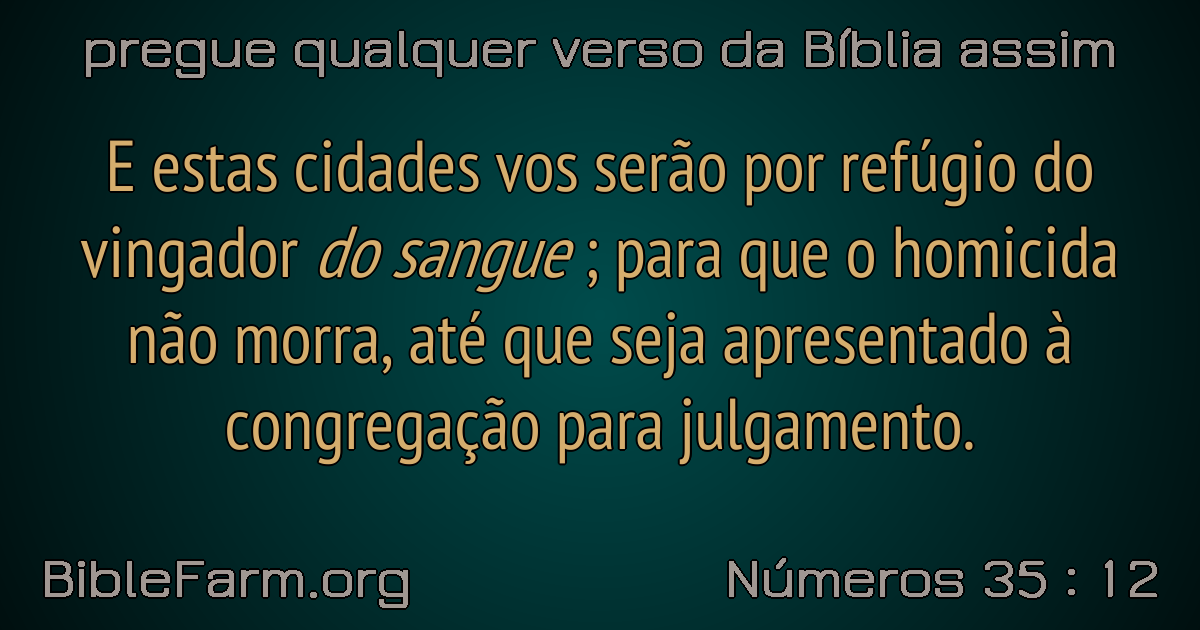 pregue qualquer verso da Bíblia assim
E estas cidades vos serão por refúgio do
vingador do sangue ; para que o homicida
não morra, até que seja apresentado à
congregação para julgamento.
BibleFarm.org
Números 35 : 12